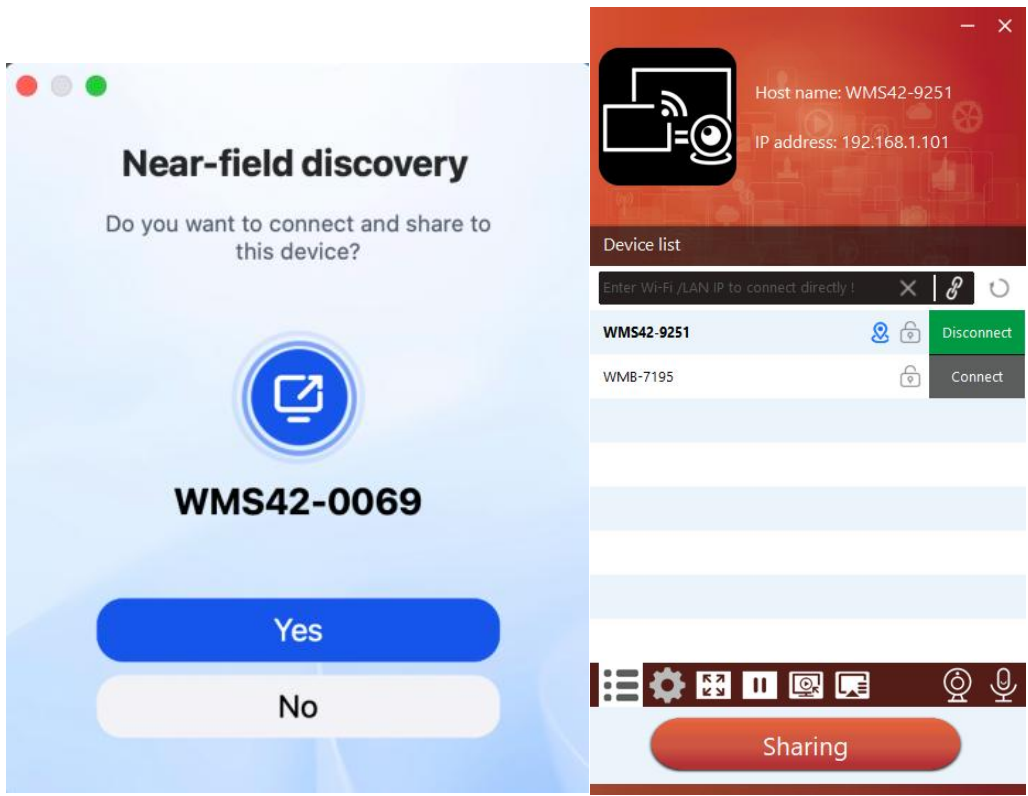 Near-field discovery
Do you want to connect and share to
this device?
WMS42-0069
Yes
No
Host name: WMS42-9251
IP address: 192.168.1.101
Device list
Enter Wi-Fi /LAN IP to connect directly !
WMS42-9251 Disconnect
WMB-7195 Connect
Sharing